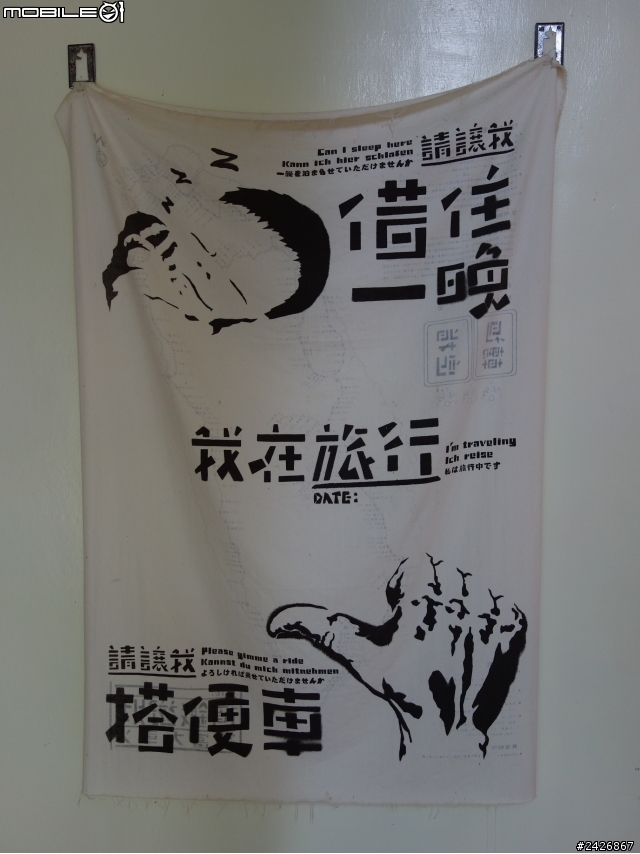 MOBILE01
Can I sleep here
Kann ich hier schlafen
一晩を泊まらせていただけませんか
請讓我
借住
一晚
我在旅行
I'm traveling
Ich reise
私は旅行中です
DATE:
請讓我
Please gimme a ride
Kannst du mich mitnehmen
よろしければ乗せていただけませんか
搭便車
#2426867